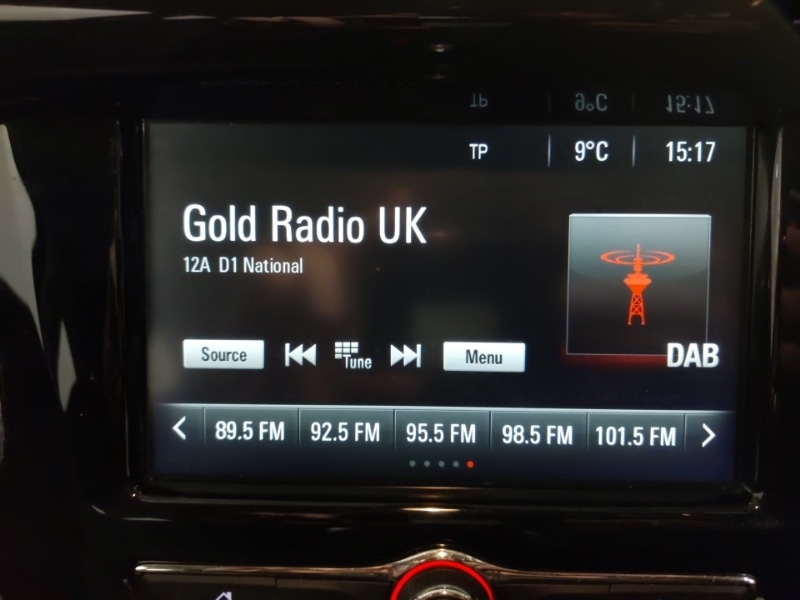 TP 9°C 15:17
Gold Radio UK
12A D1 National
DAB
Source Tune Menu
89.5 FM 92.5 FM 95.5 FM 98.5 FM 101.5 FM